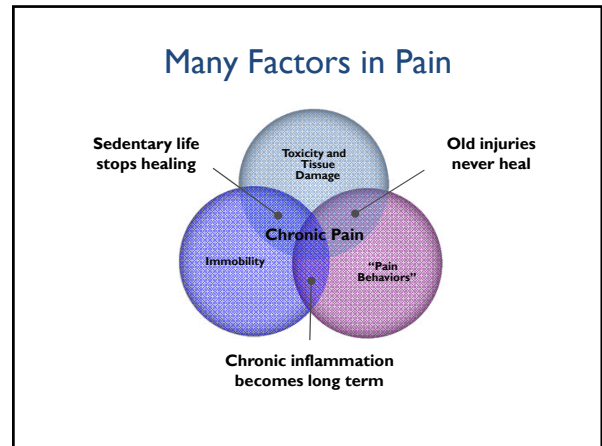 Many Factors in Pain
Sedentary life
stops healing
Toxicity and
Tissue
Damage
Old injuries
never heal
Chronic Pain
Immobility
“Pain
Behaviors”
Chronic inflammation
becomes long term